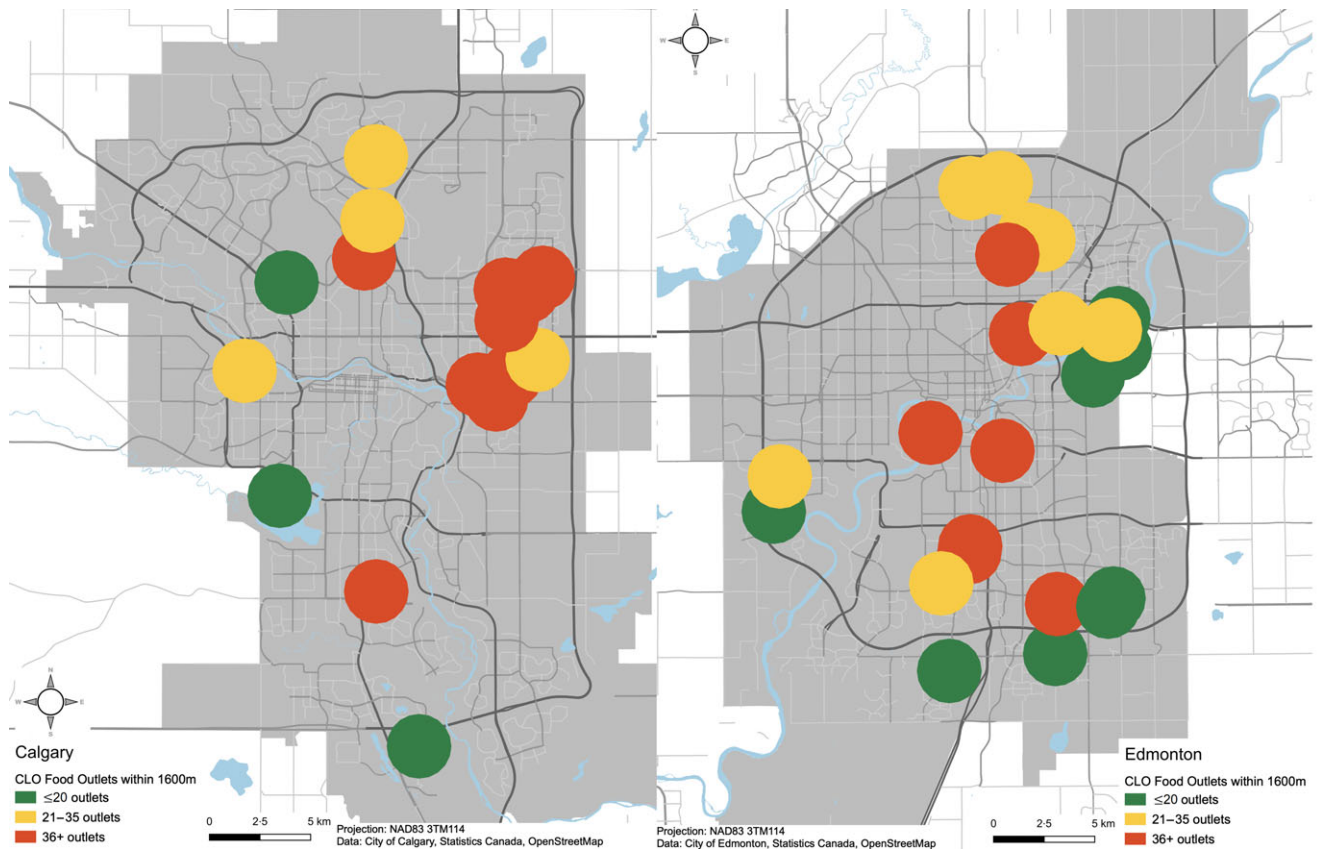 N
W
E
S
Calgary
CLO Food Outlets within 1600m
≤20 outlets
21–35 outlets
36+ outlets
0 2·5 5 km
Projection: NAD83 3TM114
Data: City of Calgary, Statistics Canada, OpenStreetMap
W
E
S
Edmonton
CLO Food Outlets within 1600m
≤20 outlets
21–35 outlets
36+ outlets
0 2·5 5 km
Projection: NAD83 3TM114
Data: City of Edmonton, Statistics Canada, OpenStreetMap